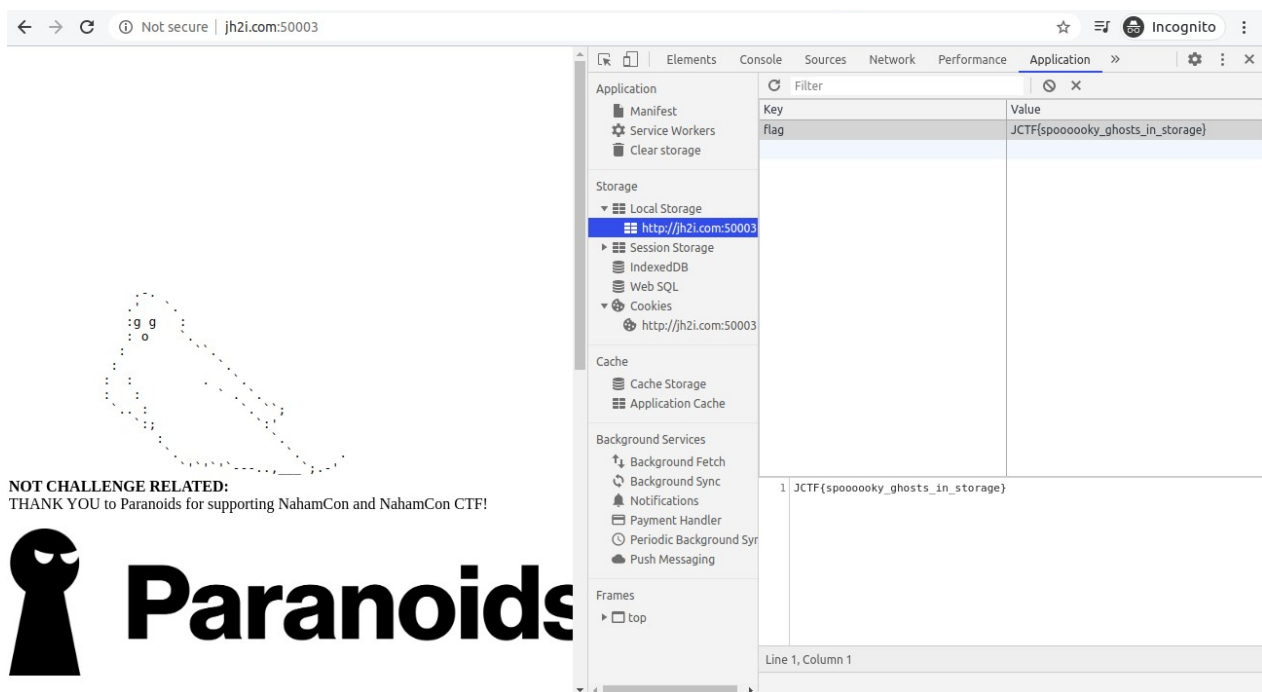 Not secure | jh2i.com:50003
Incognito
Elements Console Sources Network Performance Application »
Application
Manifest
Service Workers
Clear storage
Storage
Local Storage
http://jh2i.com:50003
Session Storage
IndexedDB
Web SQL
Cookies
http://jh2i.com:50003
Cache
Cache Storage
Application Cache
Background Services
Background Fetch
Background Sync
Notifications
Payment Handler
Periodic Background Syr
Push Messaging
Frames
top
Filter
Key Value
flag JCTF{spoooooky_ghosts_in_storage}
1 JCTF{spoooooky_ghosts_in_storage}
Line 1, Column 1
:g g :
: o
NOT CHALLENGE RELATED:
THANK YOU to Paranoids for supporting NahamCon and NahamCon CTF!
Paranoids